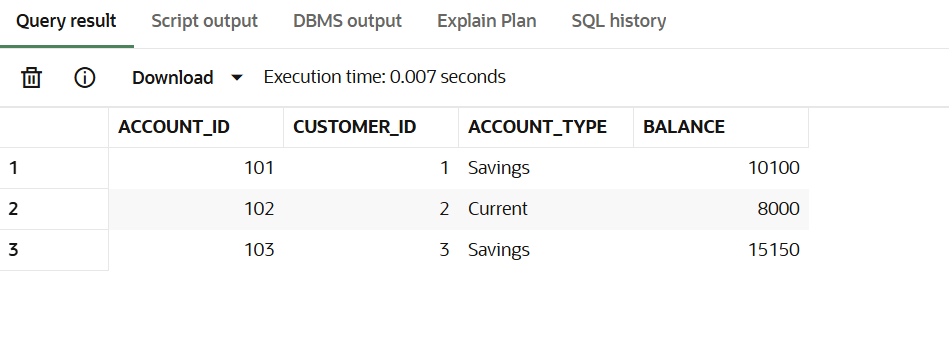 Query result Script output DBMS output Explain Plan SQL history
Download Execution time: 0.007 seconds
ACCOUNT_ID CUSTOMER_ID ACCOUNT_TYPE BALANCE
1 101 1 Savings 10100
2 102 2 Current 8000
3 103 3 Savings 15150